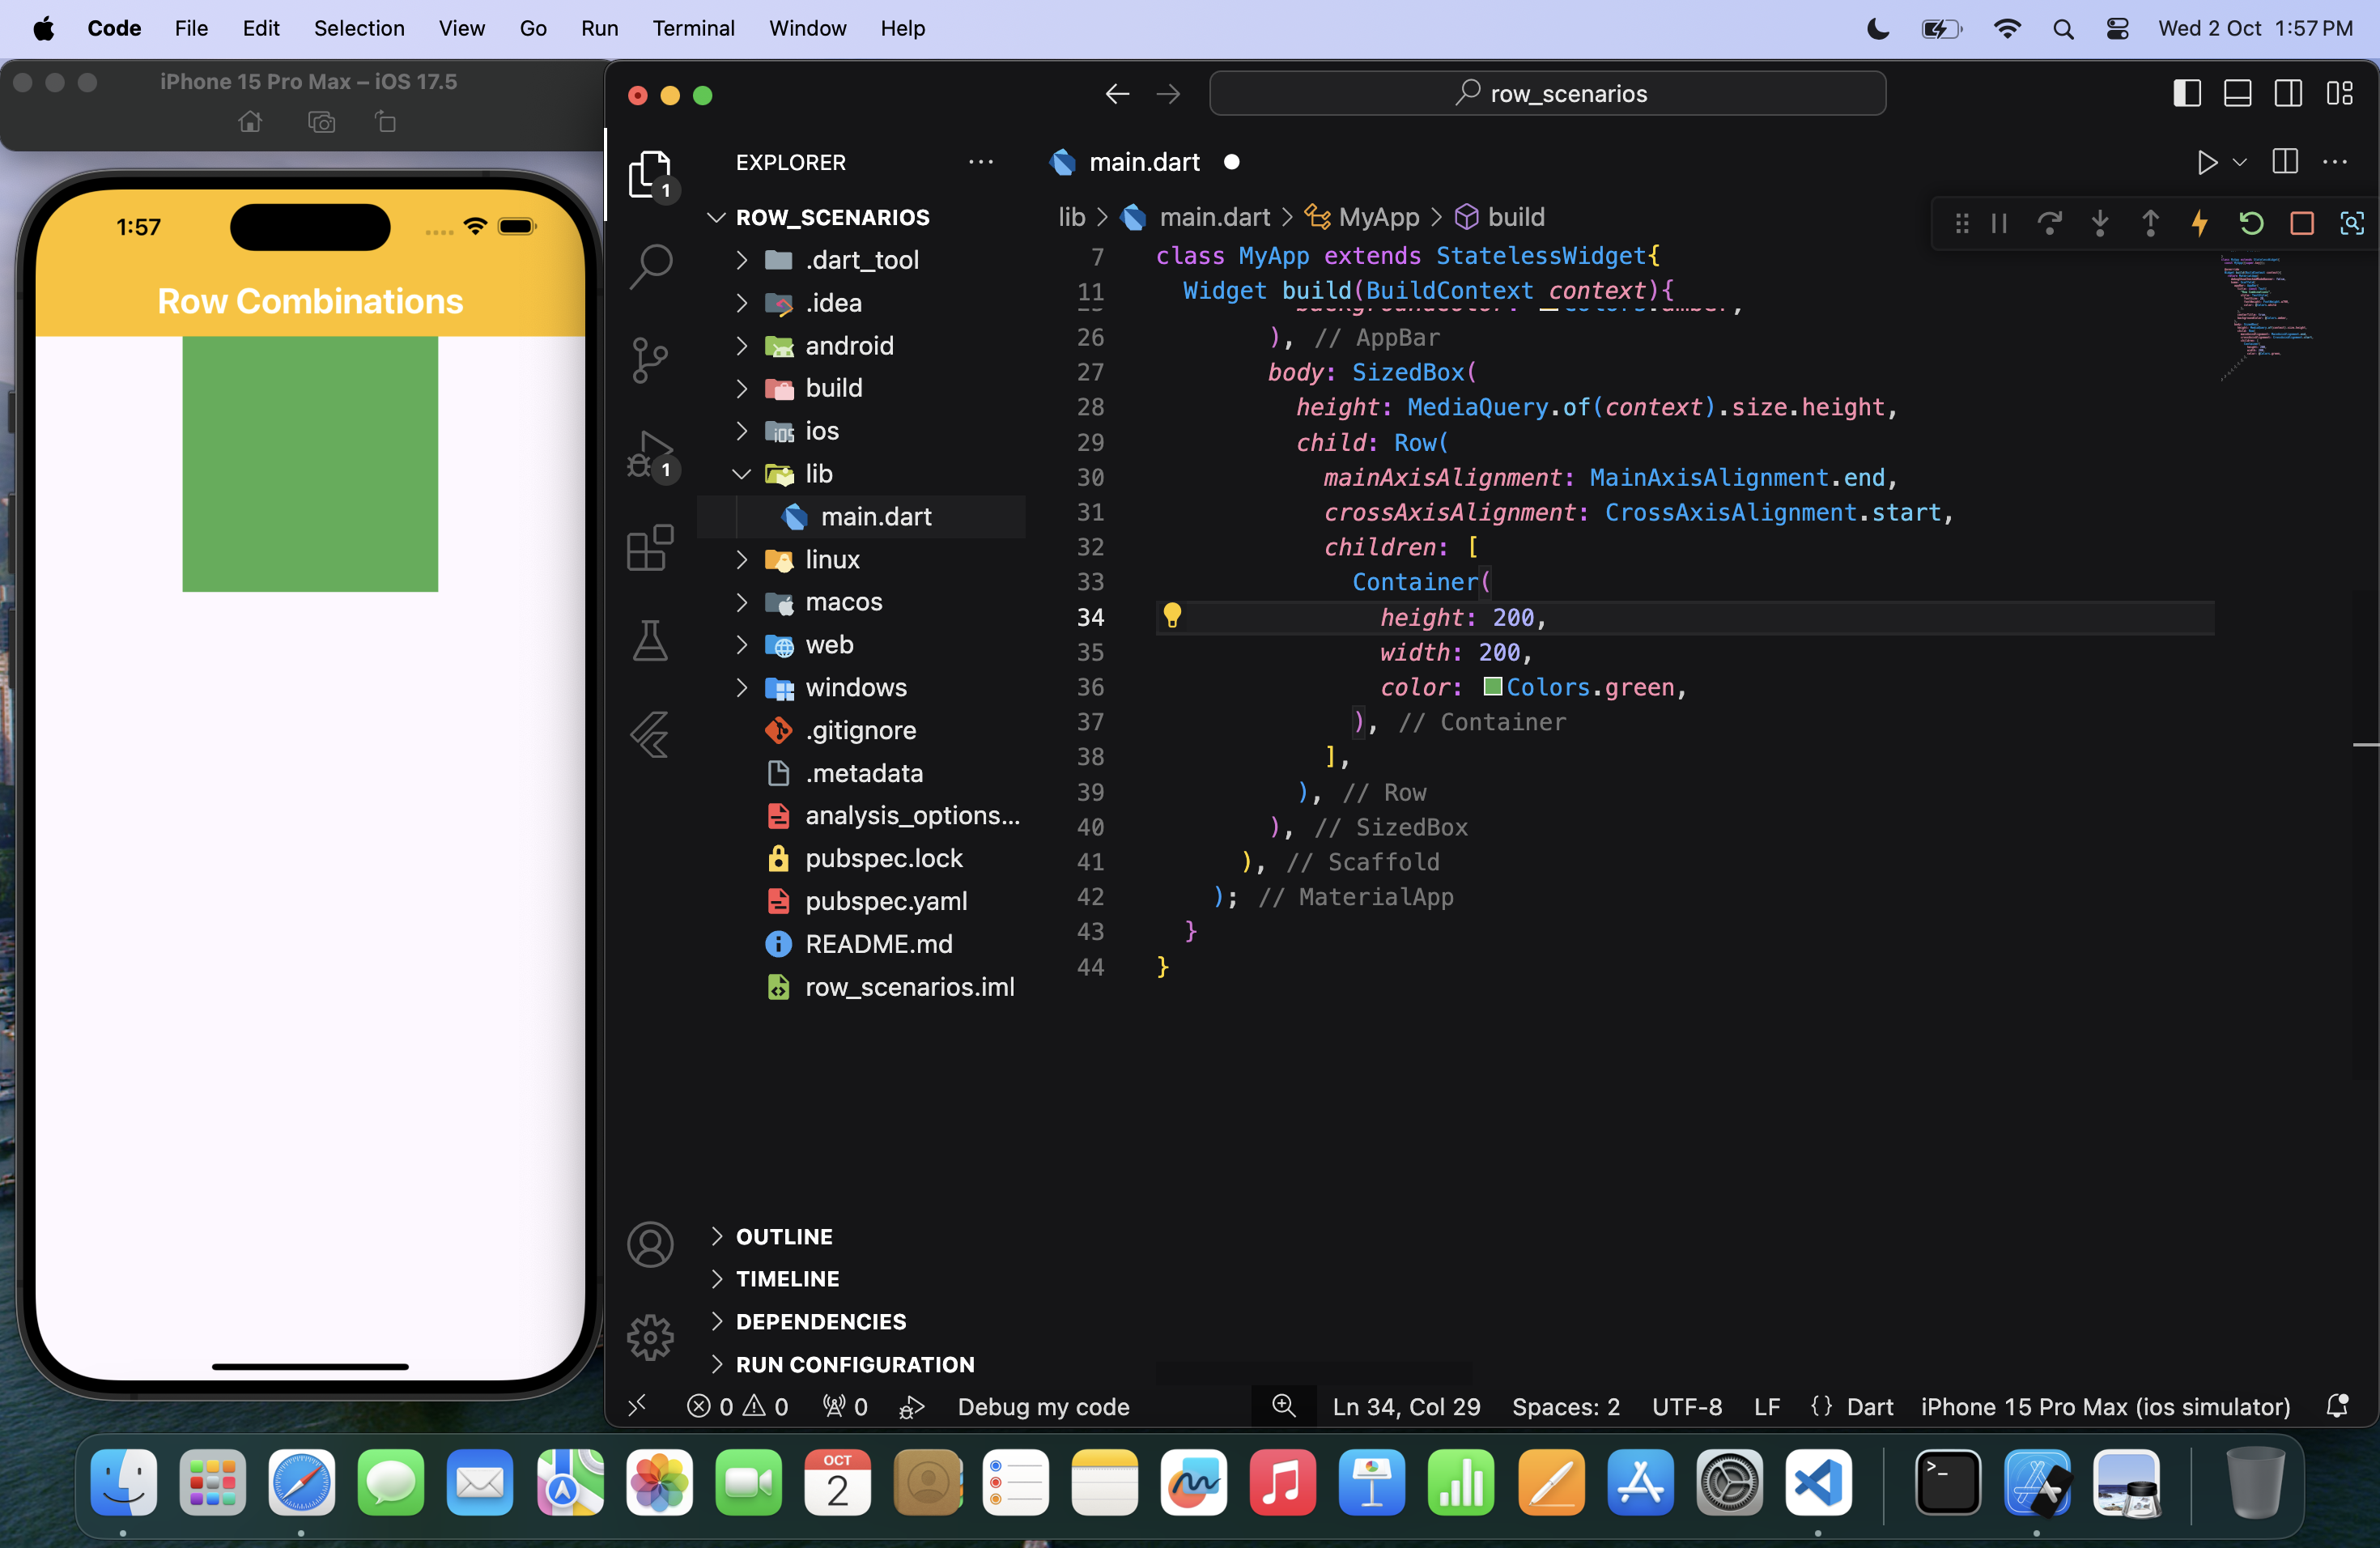 Code File Edit Selection View Go Run Terminal Window Help Wed 2 Oct 1:57 PM
iPhone 15 Pro Max – iOS 17.5
1:57
Row Combinations
row_scenarios
EXPLORER
1
1
ROW_SCENARIOS
.dart_tool
.idea
android
build
ios
lib
main.dart
linux
macos
web
windows
.gitignore
.metadata
analysis_options...
pubspec.lock
pubspec.yaml
README.md
row_scenarios.iml
OUTLINE
TIMELINE
DEPENDENCIES
RUN CONFIGURATION
main.dart
lib > main.dart > MyApp > build
7 class MyApp extends StatelessWidget{
11 Widget build(BuildContext context){
26 ), // AppBar
27 body: SizedBox(
28 height: MediaQuery.of(context).size.height,
29 child: Row(
30 mainAxisAlignment: MainAxisAlignment.end,
31 crossAxisAlignment: CrossAxisAlignment.start,
32 children: [
33 Container(
34 height: 200,
35 width: 200,
36 color: Colors.green,
37 ), // Container
38 ],
39 ), // Row
40 ), // SizedBox
41 ), // Scaffold
42 ); // MaterialApp
43 }
44 }
0 0 0 Debug my code Ln 34, Col 29 Spaces: 2 UTF-8 LF {} Dart iPhone 15 Pro Max (ios simulator)
OCT
2